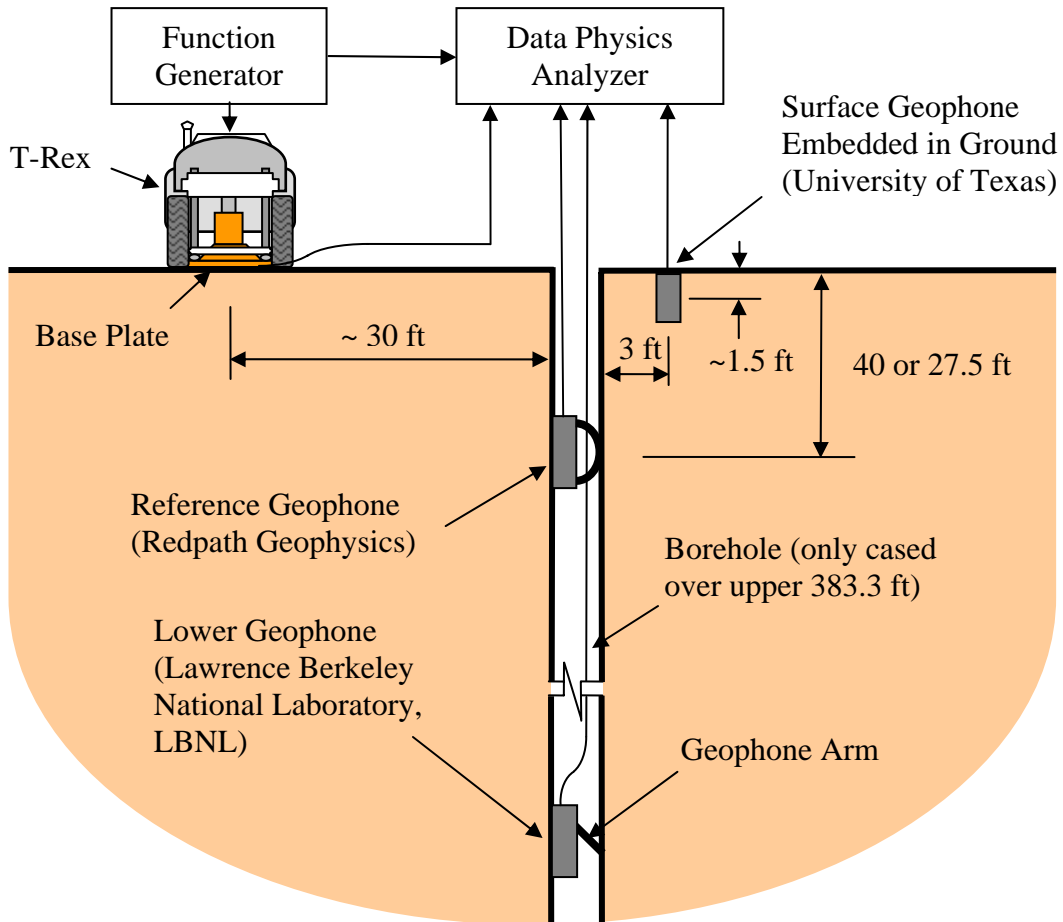 Function
Generator
Data Physics
Analyzer
T-Rex
Surface Geophone
Embedded in Ground
(University of Texas)
Base Plate
~ 30 ft
3 ft
~1.5 ft
40 or 27.5 ft
Reference Geophone
(Redpath Geophysics)
Borehole (only cased
over upper 383.3 ft)
Lower Geophone
(Lawrence Berkeley
National Laboratory,
LBNL)
Geophone Arm